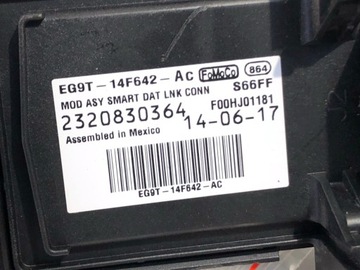 EG9T-14F642-AC FoMoCo 864
MOD ASY SMART DAT LNK CONN S66FF
2320830364 F00HJ01181
Assembled in Mexico 14-06-17
EG9T-14F642-AC